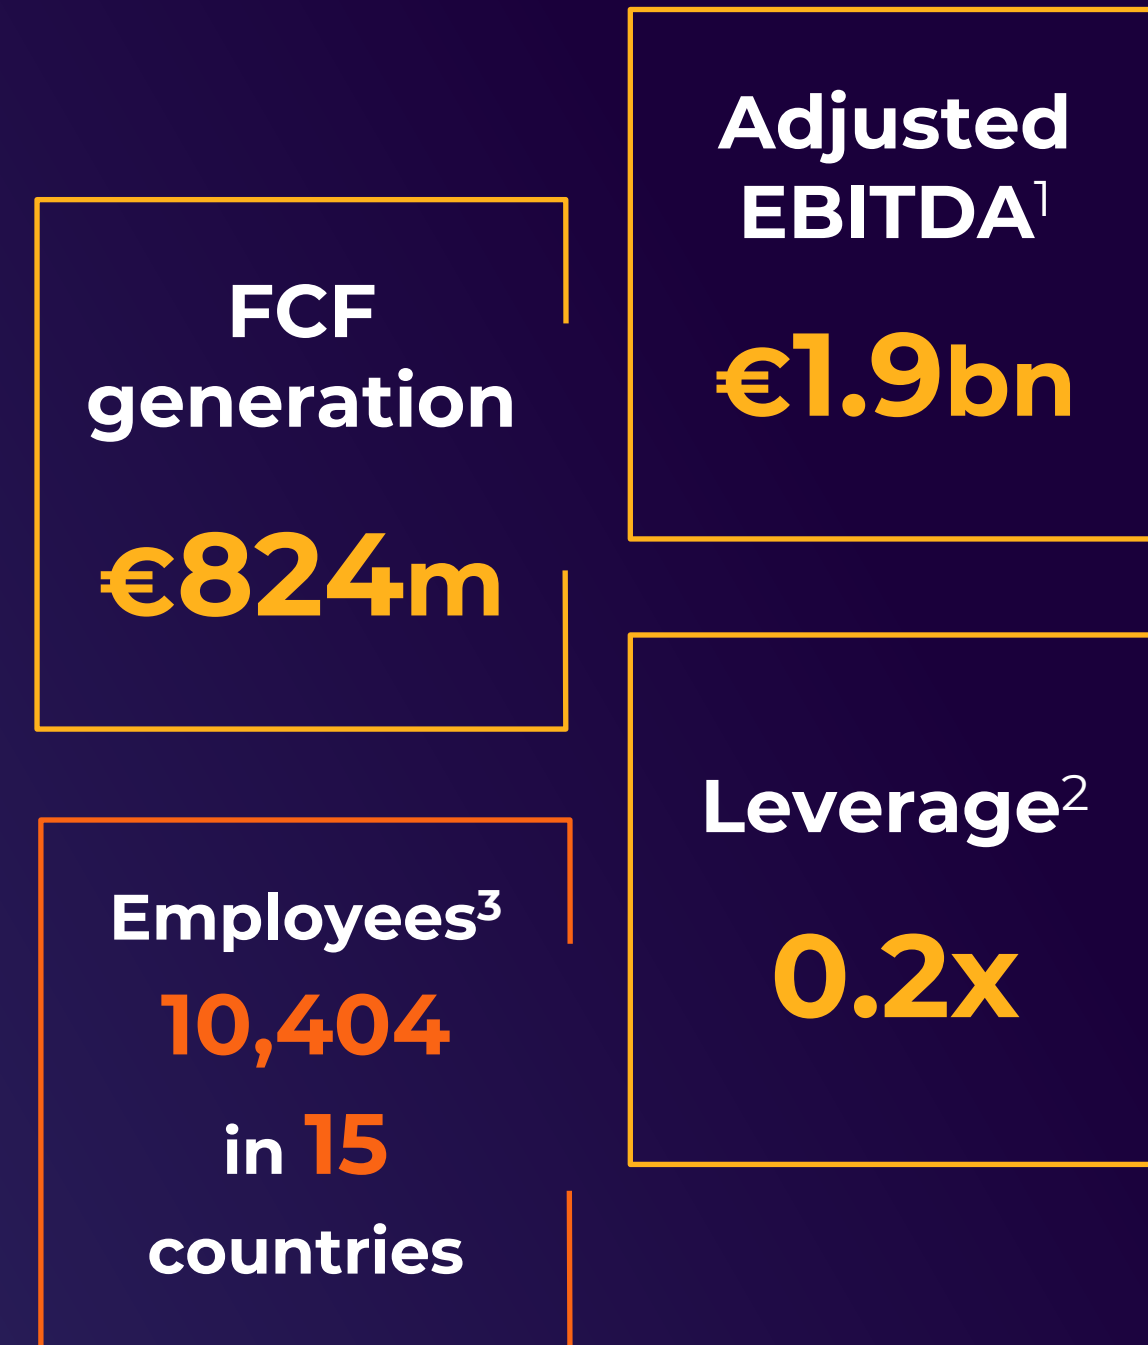 FCF
generation
€824m
Adjusted
EBITDA¹
€1.9bn
Employees³
10,404
in 15
countries
Leverage²
0.2x